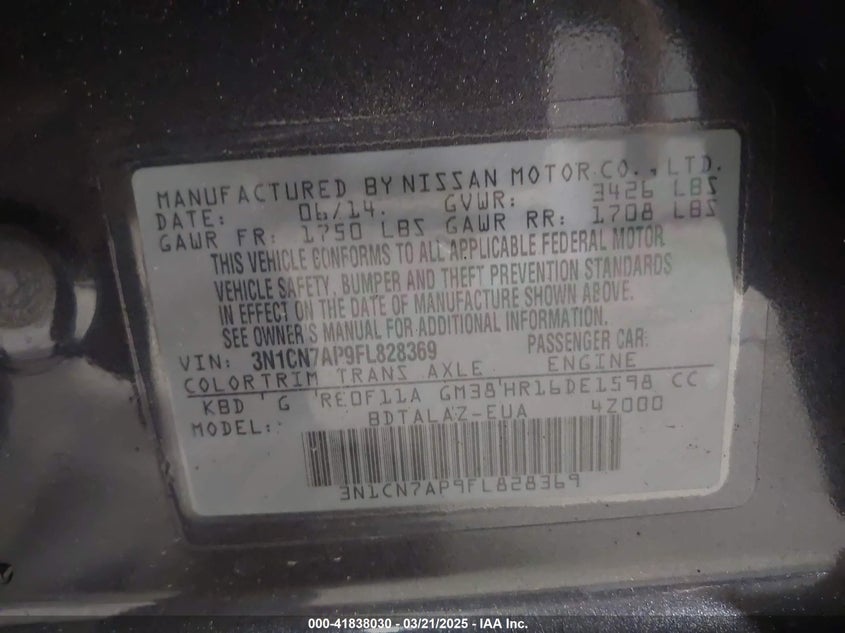 MANUFACTURED BY NISSAN MOTOR CO., LTD.
DATE: 06/14. GVWR: 3426 LBS
GAWR FR: 1750 LBS GAWR RR: 1708 LBS
THIS VEHICLE CONFORMS TO ALL APPLICABLE FEDERAL MOTOR
VEHICLE SAFETY, BUMPER AND THEFT PREVENTION STANDARDS
IN EFFECT ON THE DATE OF MANUFACTURE SHOWN ABOVE.
SEE OWNER'S MANUAL FOR ADDITIONAL INFORMATION.
VIN: 3N1CN7AP9FL828369 PASSENGER CAR
COLOR TRIM TRANS AXLE ENGINE
KBD G RE0F11A GM38 HR16DE1598 CC
MODEL: BDTALAZ-EUA 4Z000
3N1CN7AP9FL828369
000-41838030 - 03/21/2025 - IAA, Inc.